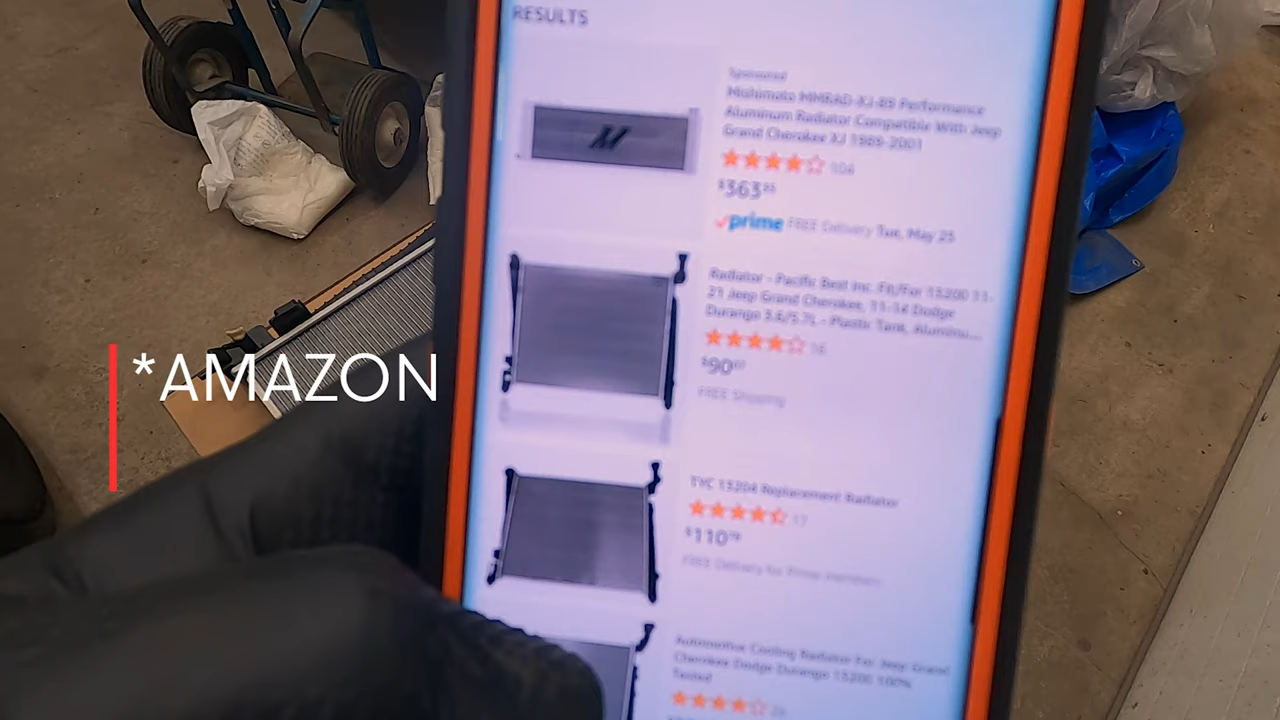 RESULTS
Sponsored
Mishimoto MMRAD-XJ-89 Performance
Aluminum Radiator Compatible With Jeep
Grand Cherokee XJ 1989-2001
104
$363
prime FREE Delivery Tue, May 25
Radiator - Pacific Best Inc. Fit/For 13200 11-
21 Jeep Grand Cherokee, 11-14 Dodge
Durango 3.6/5.7L - Plastic Tank, Aluminu...
16
$90
FREE Shipping
*AMAZON
TYC 13204 Replacement Radiator
17
$110
FREE Delivery for Prime members
Automotive Cooling Radiator For Jeep Grand
Cherokee Dodge Durango 13200 100%
Tested